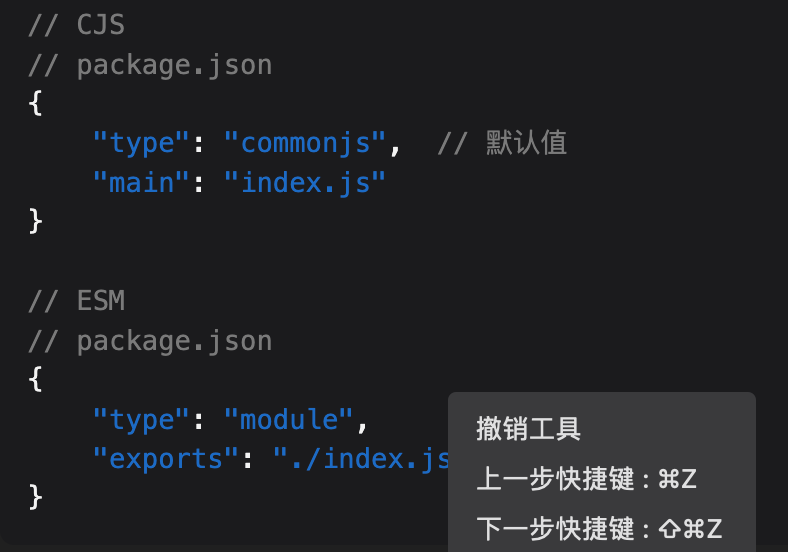 // CJS
// package.json
{
    "type": "commonjs",  // 默认值
    "main": "index.js"
}
// ESM
// package.json
{
    "type": "module",
    "exports": "./index.js
}
撤销工具
上一步快捷键：⌘Z
下一步快捷键：⇧⌘Z